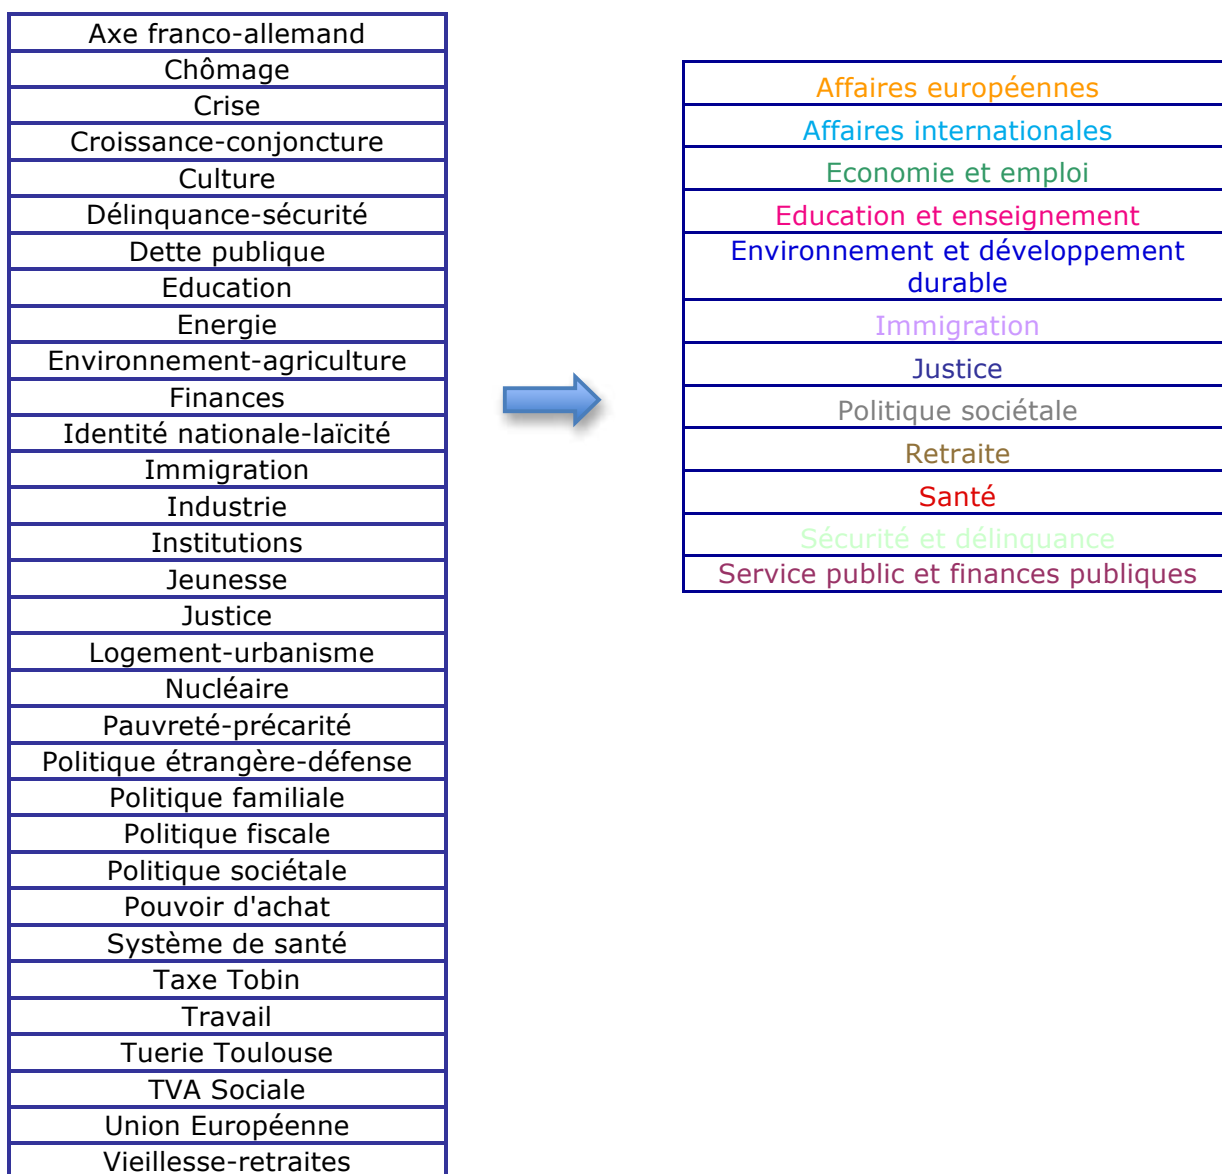 Axe franco-allemand
Chômage
Crise
Croissance-conjoncture
Culture
Délinquance-sécurité
Dette publique
Education
Energie
Environnement-agriculture
Finances
Identité nationale-laïcité
Immigration
Industrie
Institutions
Jeunesse
Justice
Logement-urbanisme
Nucléaire
Pauvreté-précarité
Politique étrangère-défense
Politique familiale
Politique fiscale
Politique sociétale
Pouvoir d'achat
Système de santé
Taxe Tobin
Travail
Tuerie Toulouse
TVA Sociale
Union Européenne
Vieillesse-retraites
Affaires européennes
Affaires internationales
Economie et emploi
Education et enseignement
Environnement et développement
durable
Immigration
Justice
Politique sociétale
Retraite
Santé
Sécurité et délinquance
Service public et finances publiques